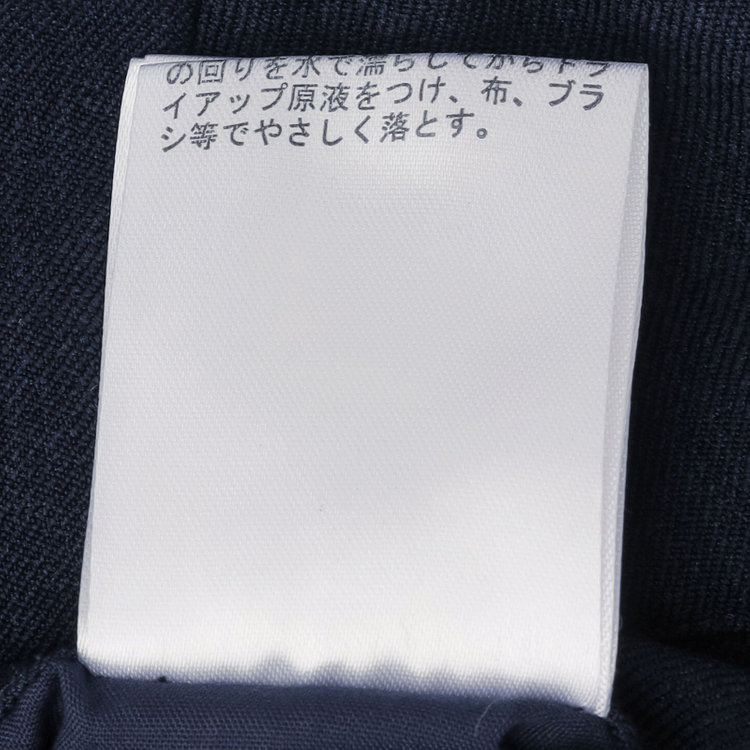 の回りを水で濡らしてからドラ
イアップ原液をつけ、布、ブラ
シ等でやさしく落とす。